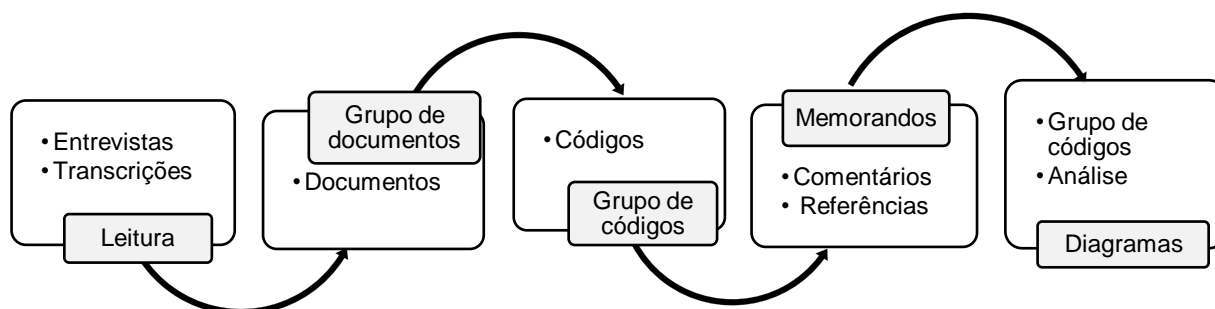 • Entrevistas
• Transcrições
Leitura
Grupo de
documentos
• Documentos
• Códigos
Grupo de
códigos
Memorandos
• Comentários
• Referências
• Grupo de
códigos
• Análise
Diagramas